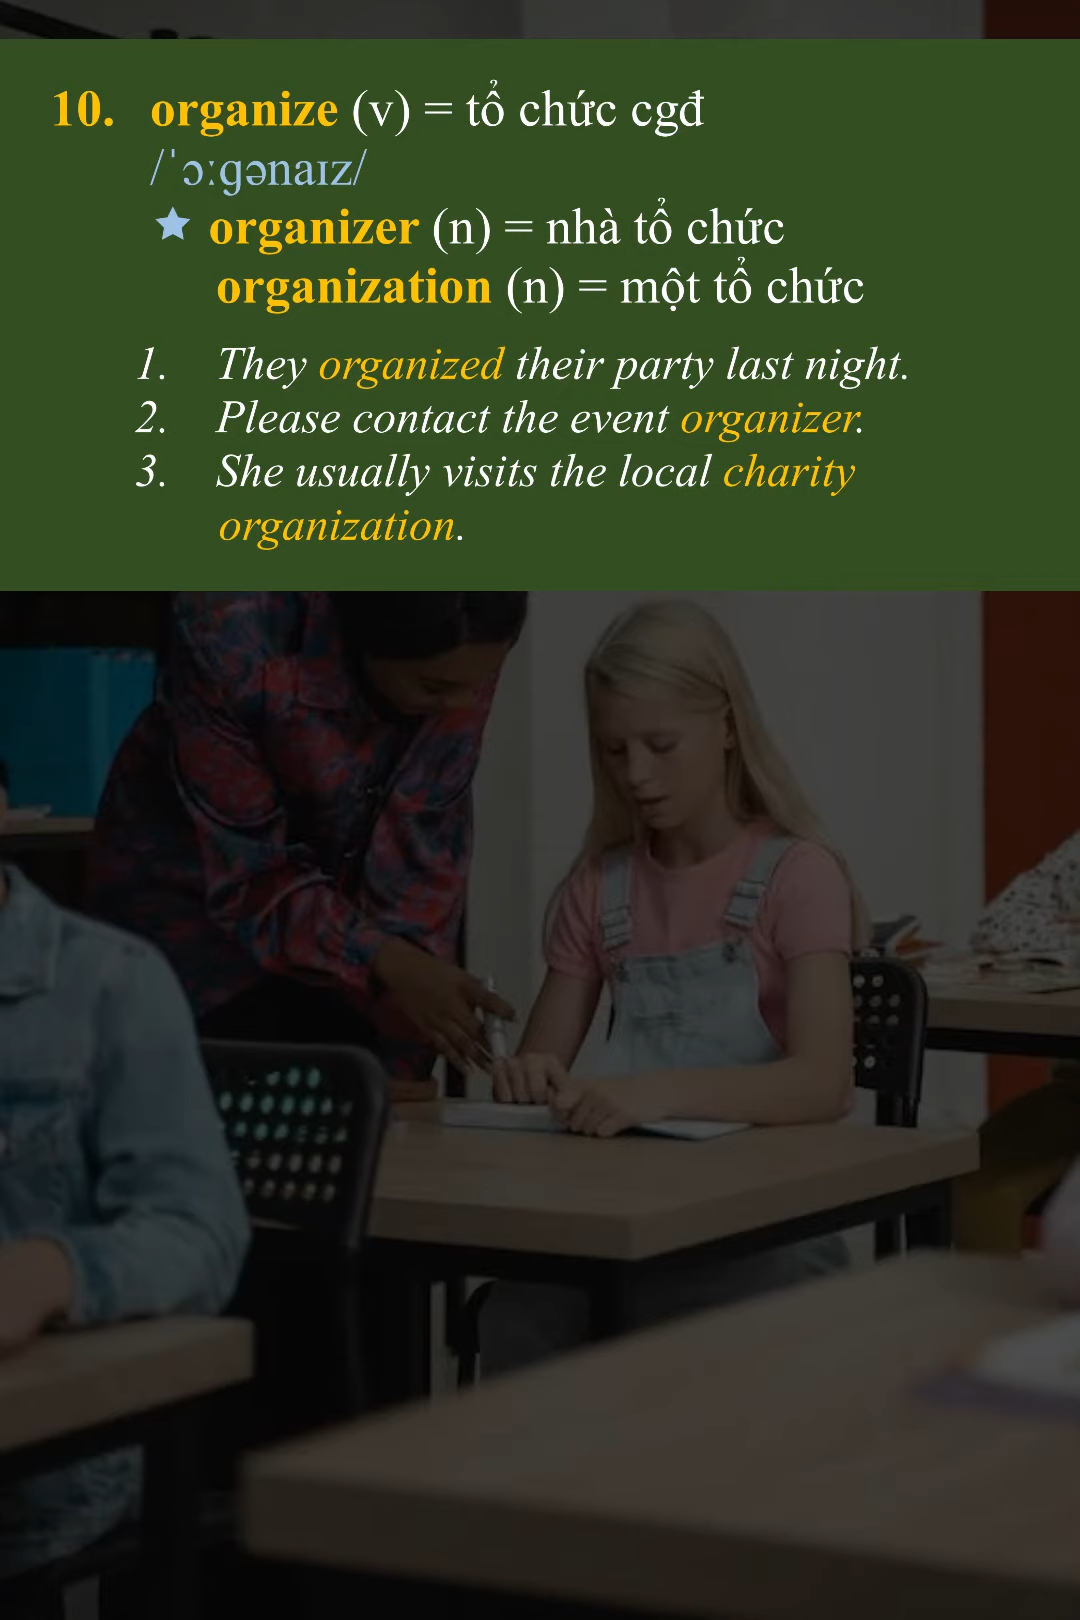 10. organize (v) = tổ chức cgđ
/ˈɔːɡənaɪz/
★ organizer (n) = nhà tổ chức
organization (n) = một tổ chức
1. They organized their party last night.
2. Please contact the event organizer.
3. She usually visits the local charity
organization.